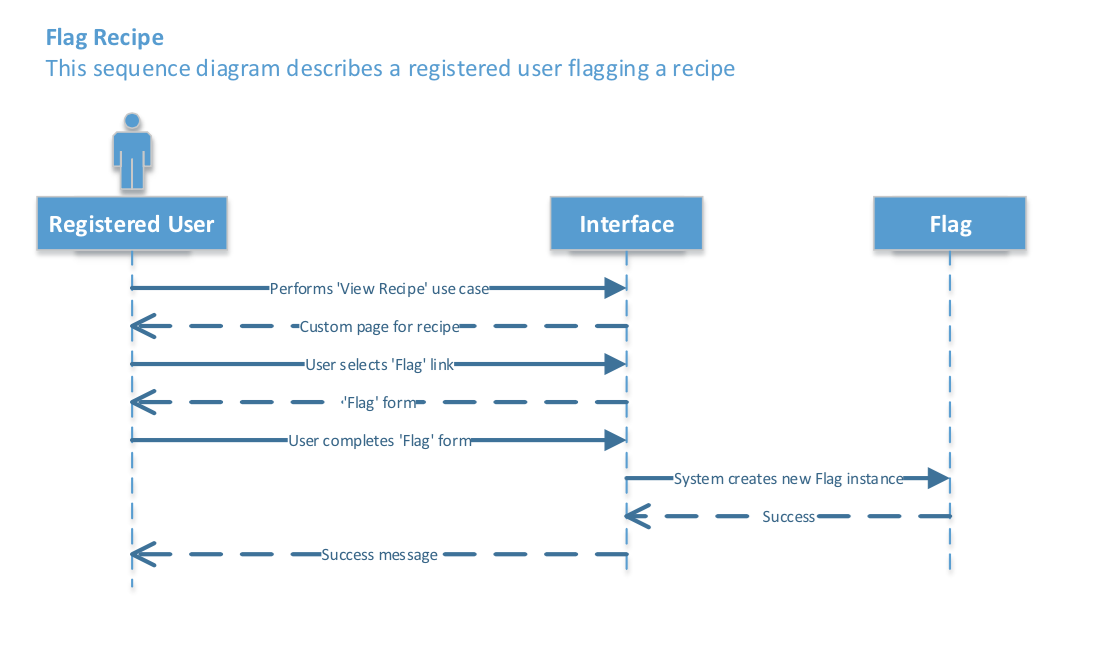 Flag Recipe
This sequence diagram describes a registered user flagging a recipe
Registered User
Interface
Flag
Performs 'View Recipe' use case
Custom page for recipe
User selects 'Flag' link
'Flag' form
User completes 'Flag' form
System creates new Flag instance
Success
Success message